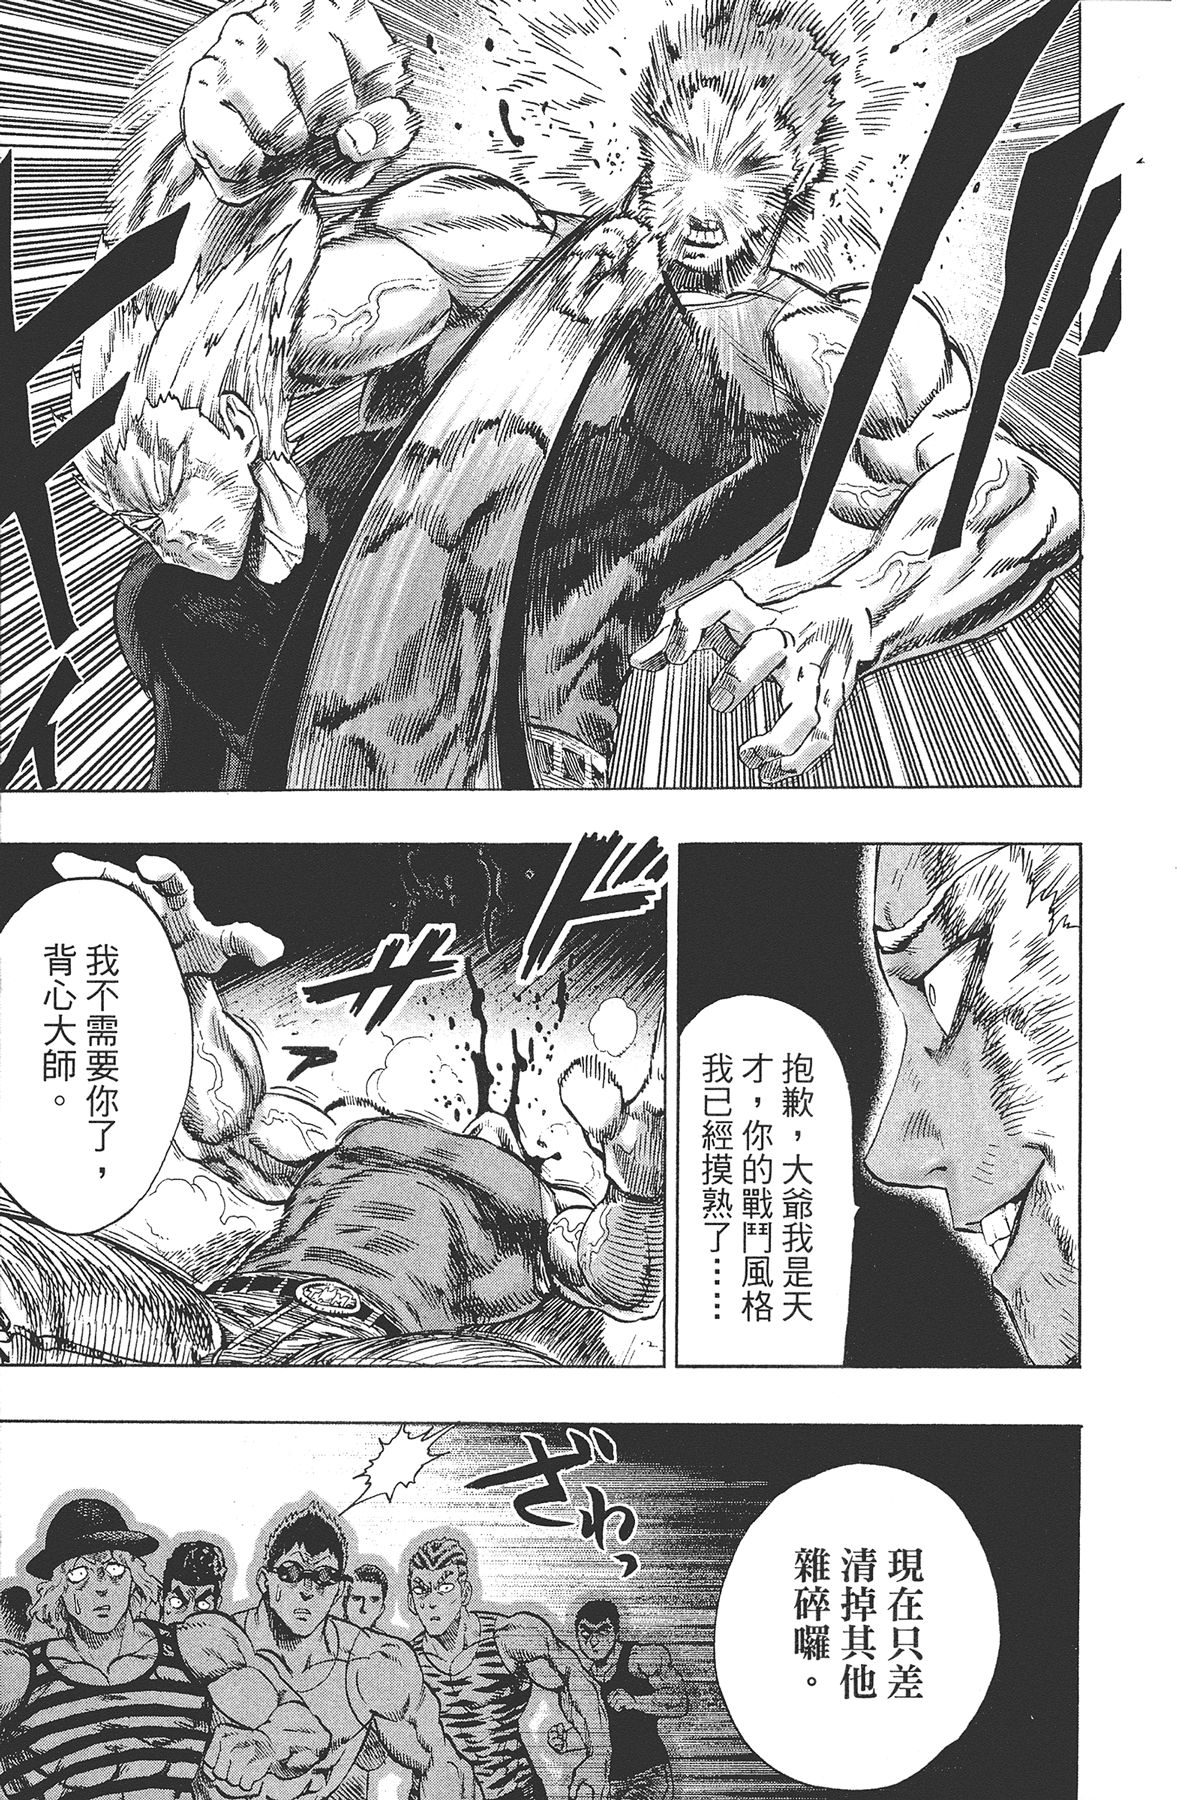 抱歉，大爺我是天
才，你的戰鬥風格
我已經摸熟了……
我不需要你了，
背心大師。
現在只差
清掉其他
雜碎囉。
ざわっ